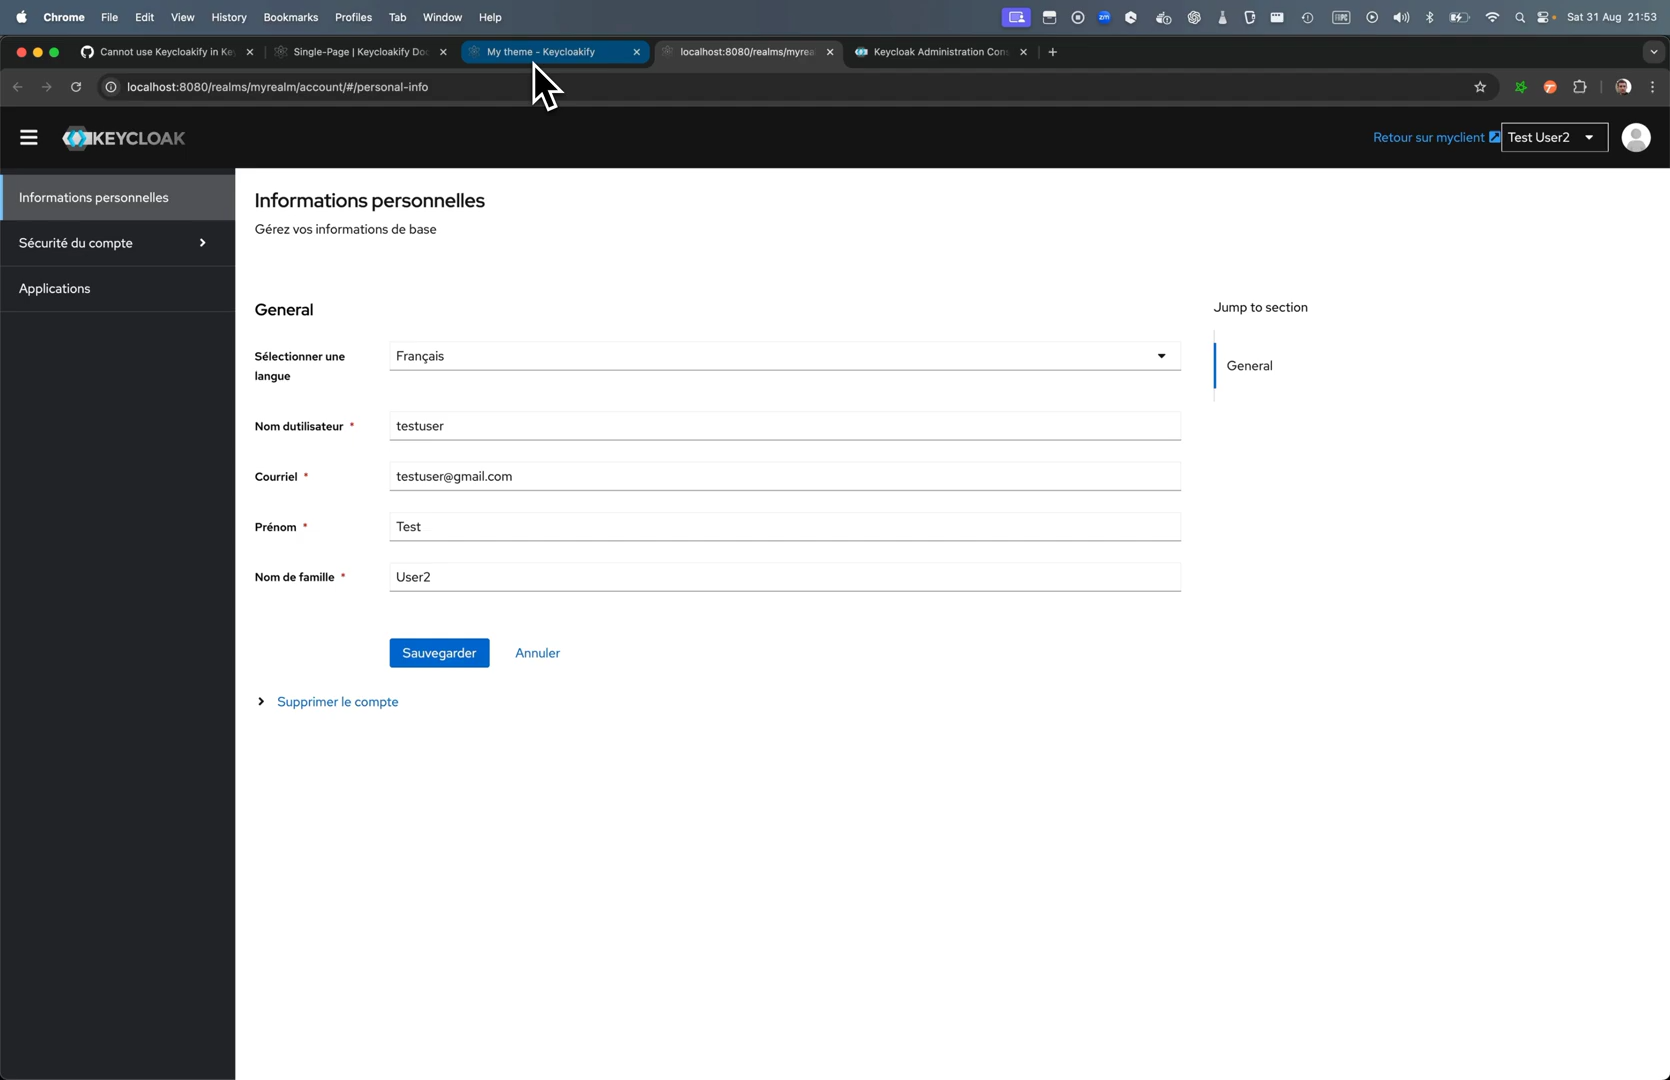 Chrome File Edit View History Bookmarks Profiles Tab Window Help zm Sat 31 Aug 21:53
Cannot use Keycloakify in Ke
Single-Page | Keycloakify Doc
My theme - Keycloakify
localhost:8080/realms/myrea
Keycloak Administration Cons
localhost:8080/realms/myrealm/account/#/personal-info
KEYCLOAK
Retour sur myclient
Test User2
Informations personnelles
Sécurité du compte
Applications
Informations personnelles
Gérez vos informations de base
General
Jump to section
General
Sélectionner une
langue
Français
Nom dutilisateur *
testuser
Courriel *
testuser@gmail.com
Prénom *
Test
Nom de famille *
User2
Sauvegarder
Annuler
Supprimer le compte